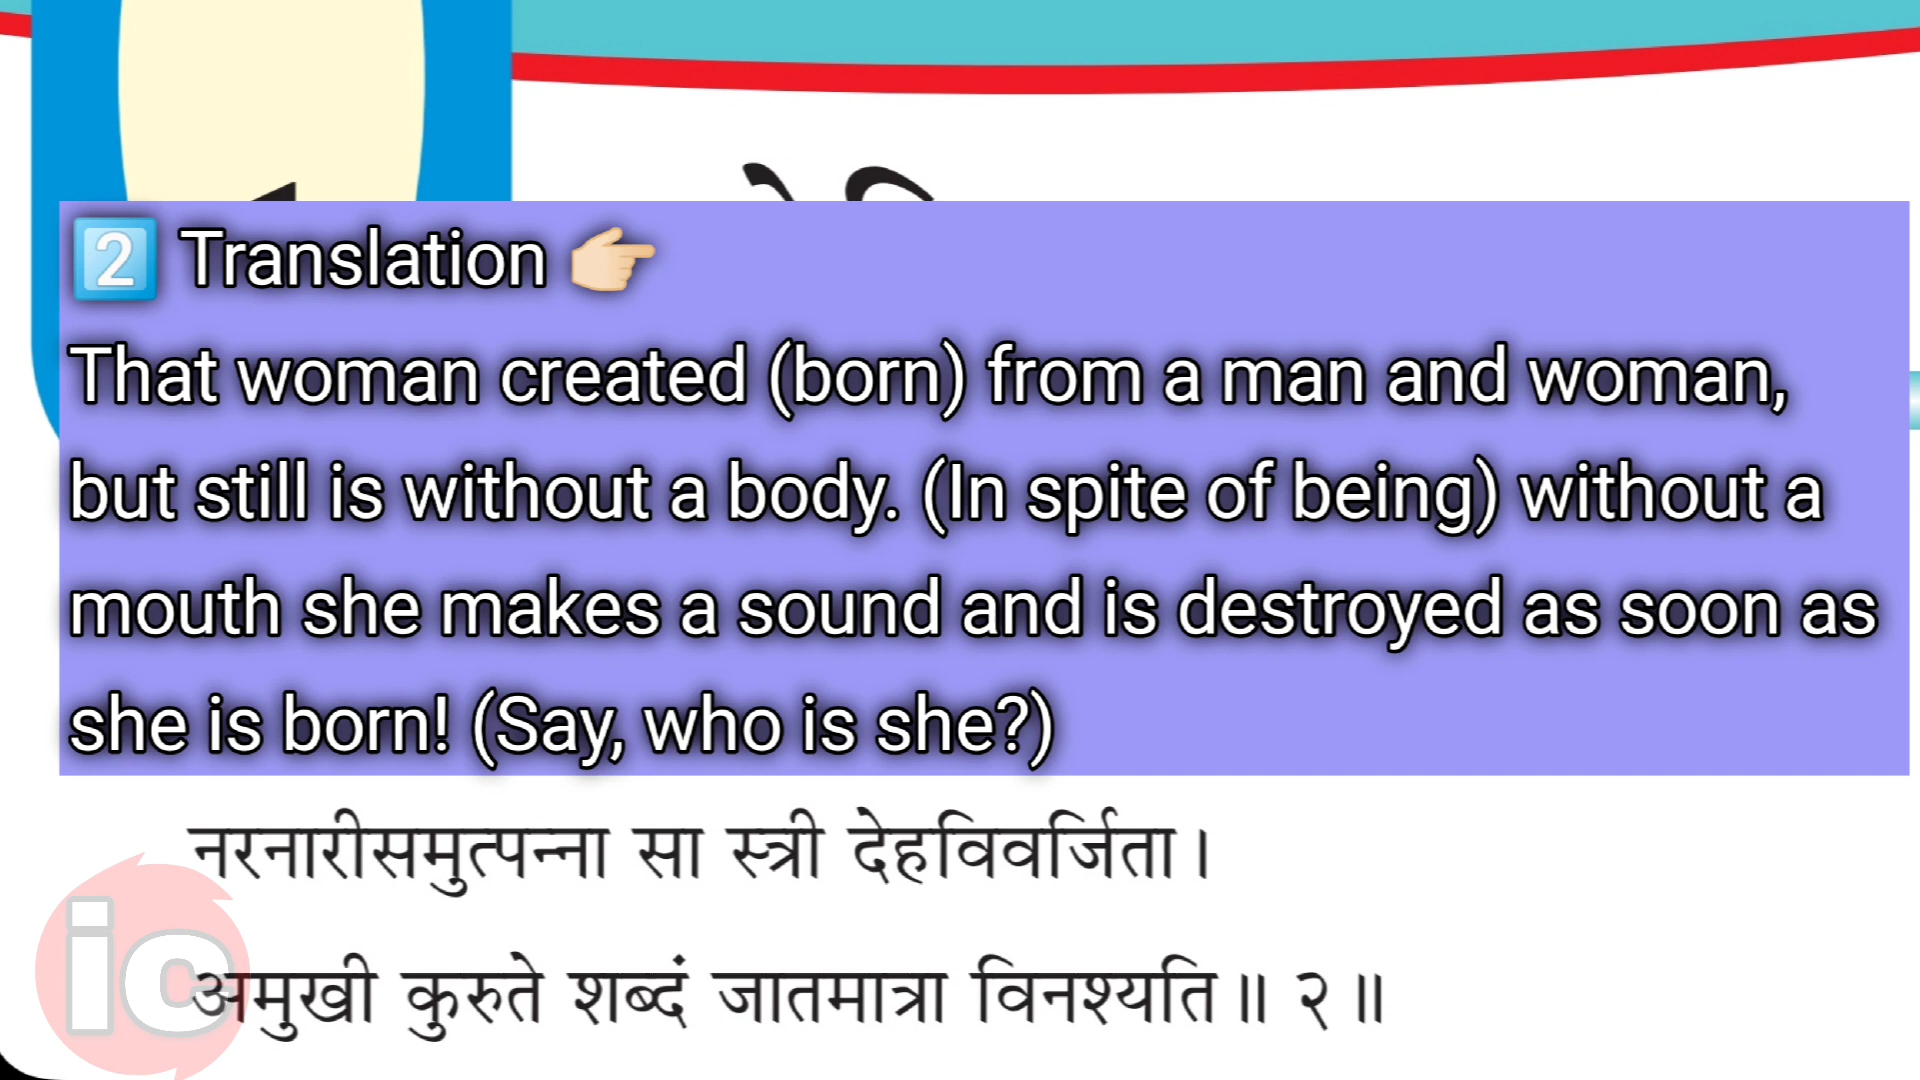 2 Translation 👉🏻
That woman created (born) from a man and woman,
but still is without a body. (In spite of being) without a
mouth she makes a sound and is destroyed as soon as
she is born! (Say, who is she?)
नरनारीसमुत्पन्ना सा स्त्री देहविवर्जिता।
अमुखी कुरुते शब्दं जातमात्रा विनश्यति॥ २॥
ic